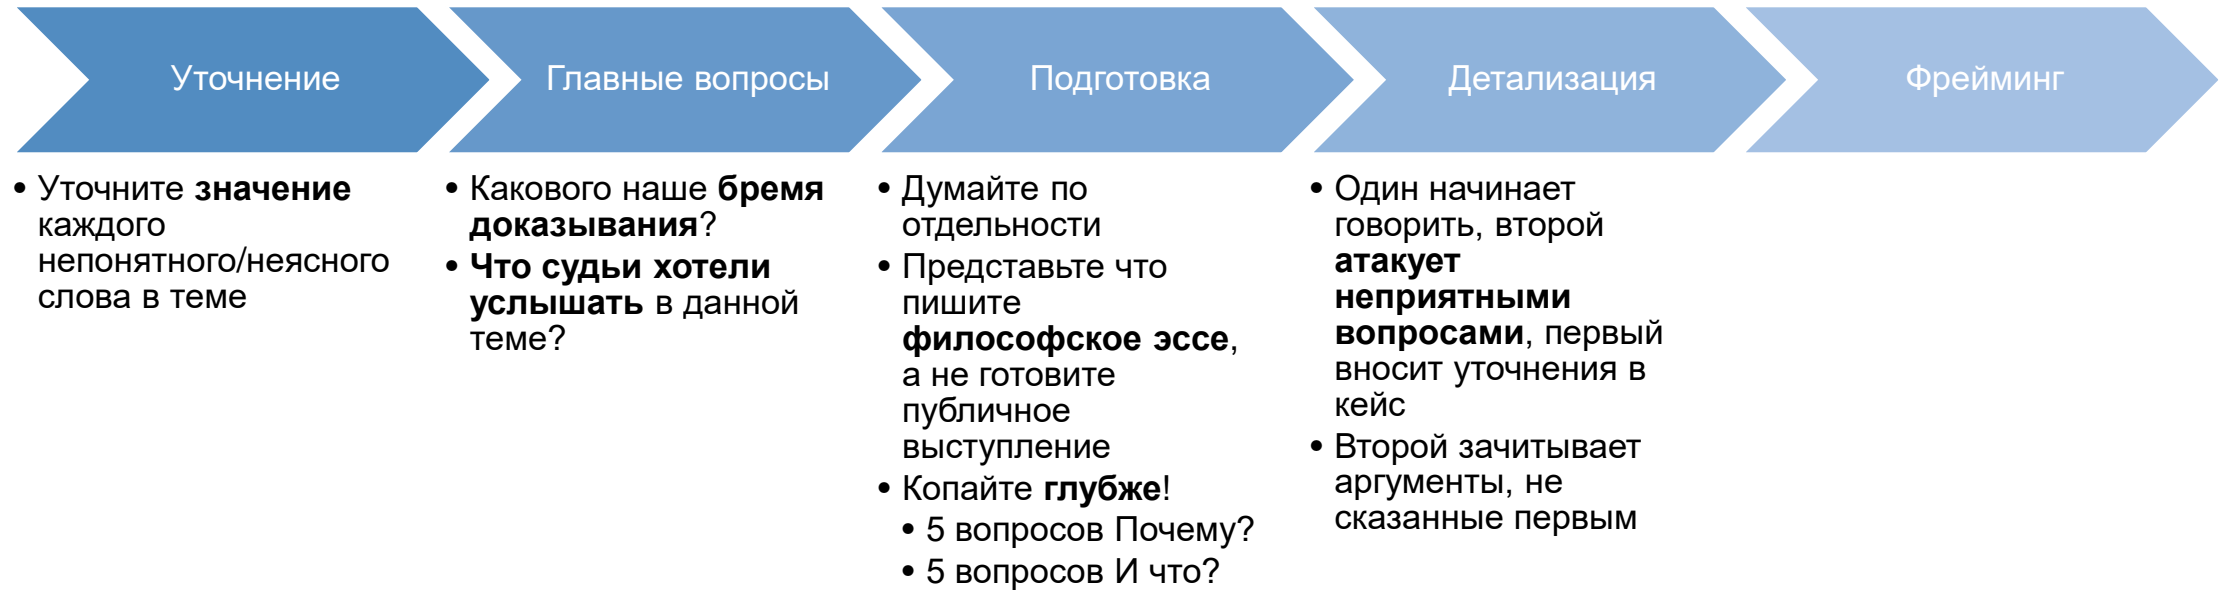 Уточнение
• Уточните значение
каждого
непонятного/неясного
слова в теме
Главные вопросы
• Какового наше бремя
доказывания?
• Что судьи хотели
услышать в данной
теме?
Подготовка
• Думайте по
отдельности
• Представьте что
пишите
философское эссе,
а не готовите
публичное
выступление
• Копайте глубже!
• 5 вопросов Почему?
• 5 вопросов И что?
Детализация
• Один начинает
говорить, второй
атакует
неприятными
вопросами, первый
вносит уточнения в
кейс
• Второй зачитывает
аргументы, не
сказанные первым
Фрейминг